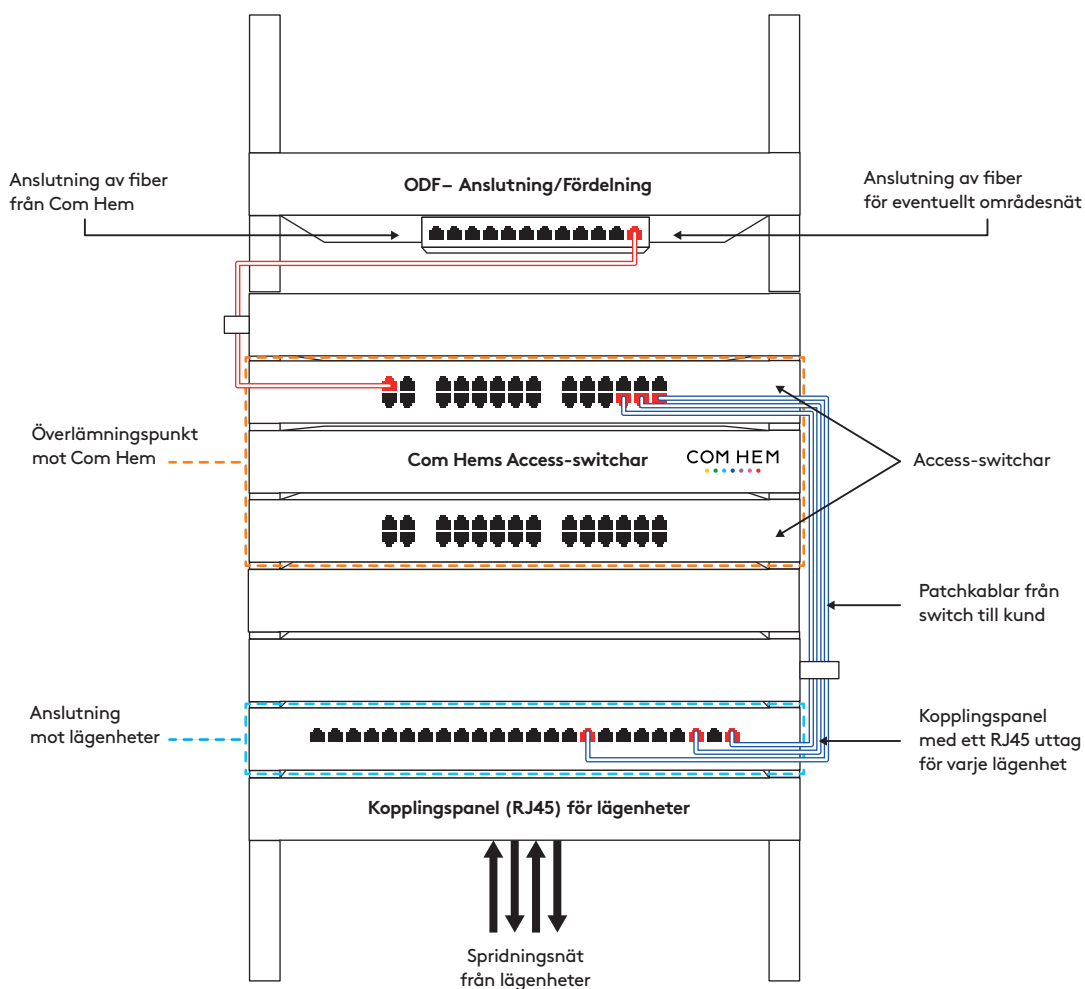 ODF– Anslutning/Fördelning
Anslutning av fiber
från Com Hem
Anslutning av fiber
för eventuellt områdesnät
Överlämningspunkt
mot Com Hem
Com Hems Access-switchar
COM HEM
Access-switchar
Patchkablar från
switch till kund
Anslutning
mot lägenheter
Kopplingspanel
med ett RJ45 uttag
för varje lägenhet
Kopplingspanel (RJ45) för lägenheter
Spridningsnät
från lägenheter